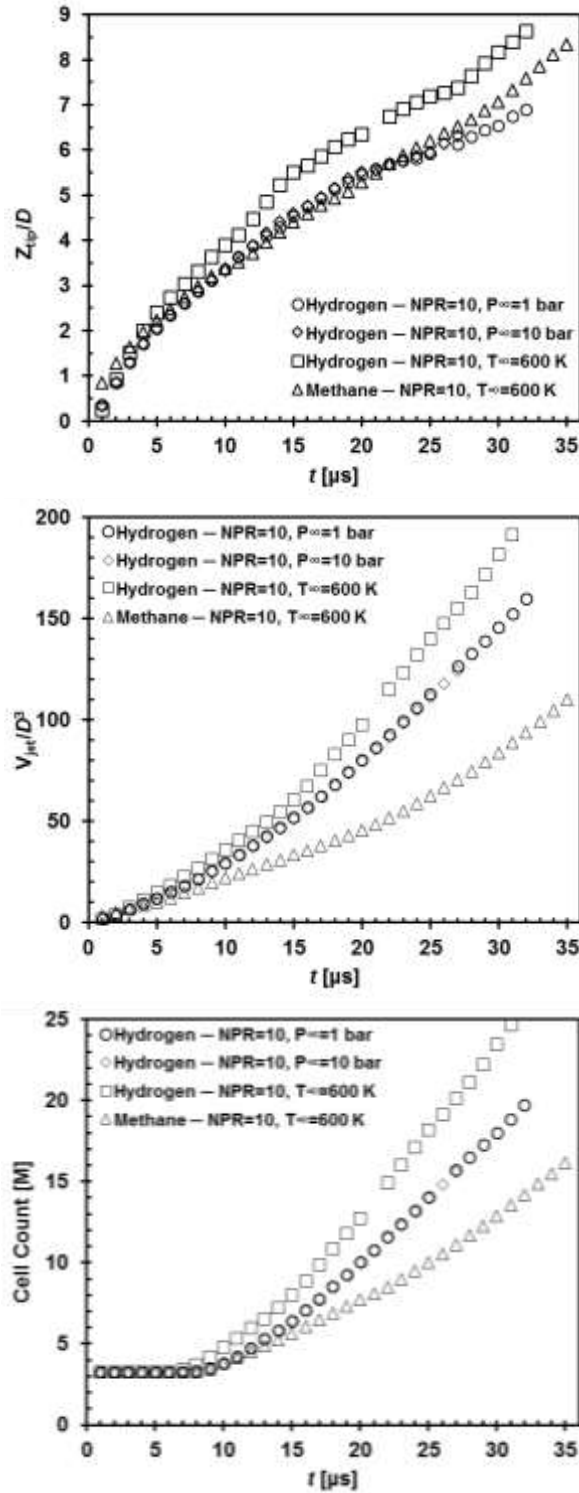 9
8
7
6
5
4
3
2
1
0
Z_tip/D
○Hydrogen — NPR=10, P∞=1 bar
◇Hydrogen — NPR=10, P∞=10 bar
□Hydrogen — NPR=10, T∞=600 K
△Methane — NPR=10, T∞=600 K
0 5 10 15 20 25 30 35
t [µs]
200
150
100
50
0
V_jet/D³
○Hydrogen — NPR=10, P∞=1 bar
◇Hydrogen — NPR=10, P∞=10 bar
□Hydrogen — NPR=10, T∞=600 K
△Methane — NPR=10, T∞=600 K
0 5 10 15 20 25 30 35
t [µs]
25
20
15
10
5
0
Cell Count [M]
○Hydrogen — NPR=10, P∞=1 bar
◇Hydrogen — NPR=10, P∞=10 bar
□Hydrogen — NPR=10, T∞=600 K
△Methane — NPR=10, T∞=600 K
0 5 10 15 20 25 30 35
t [µs]